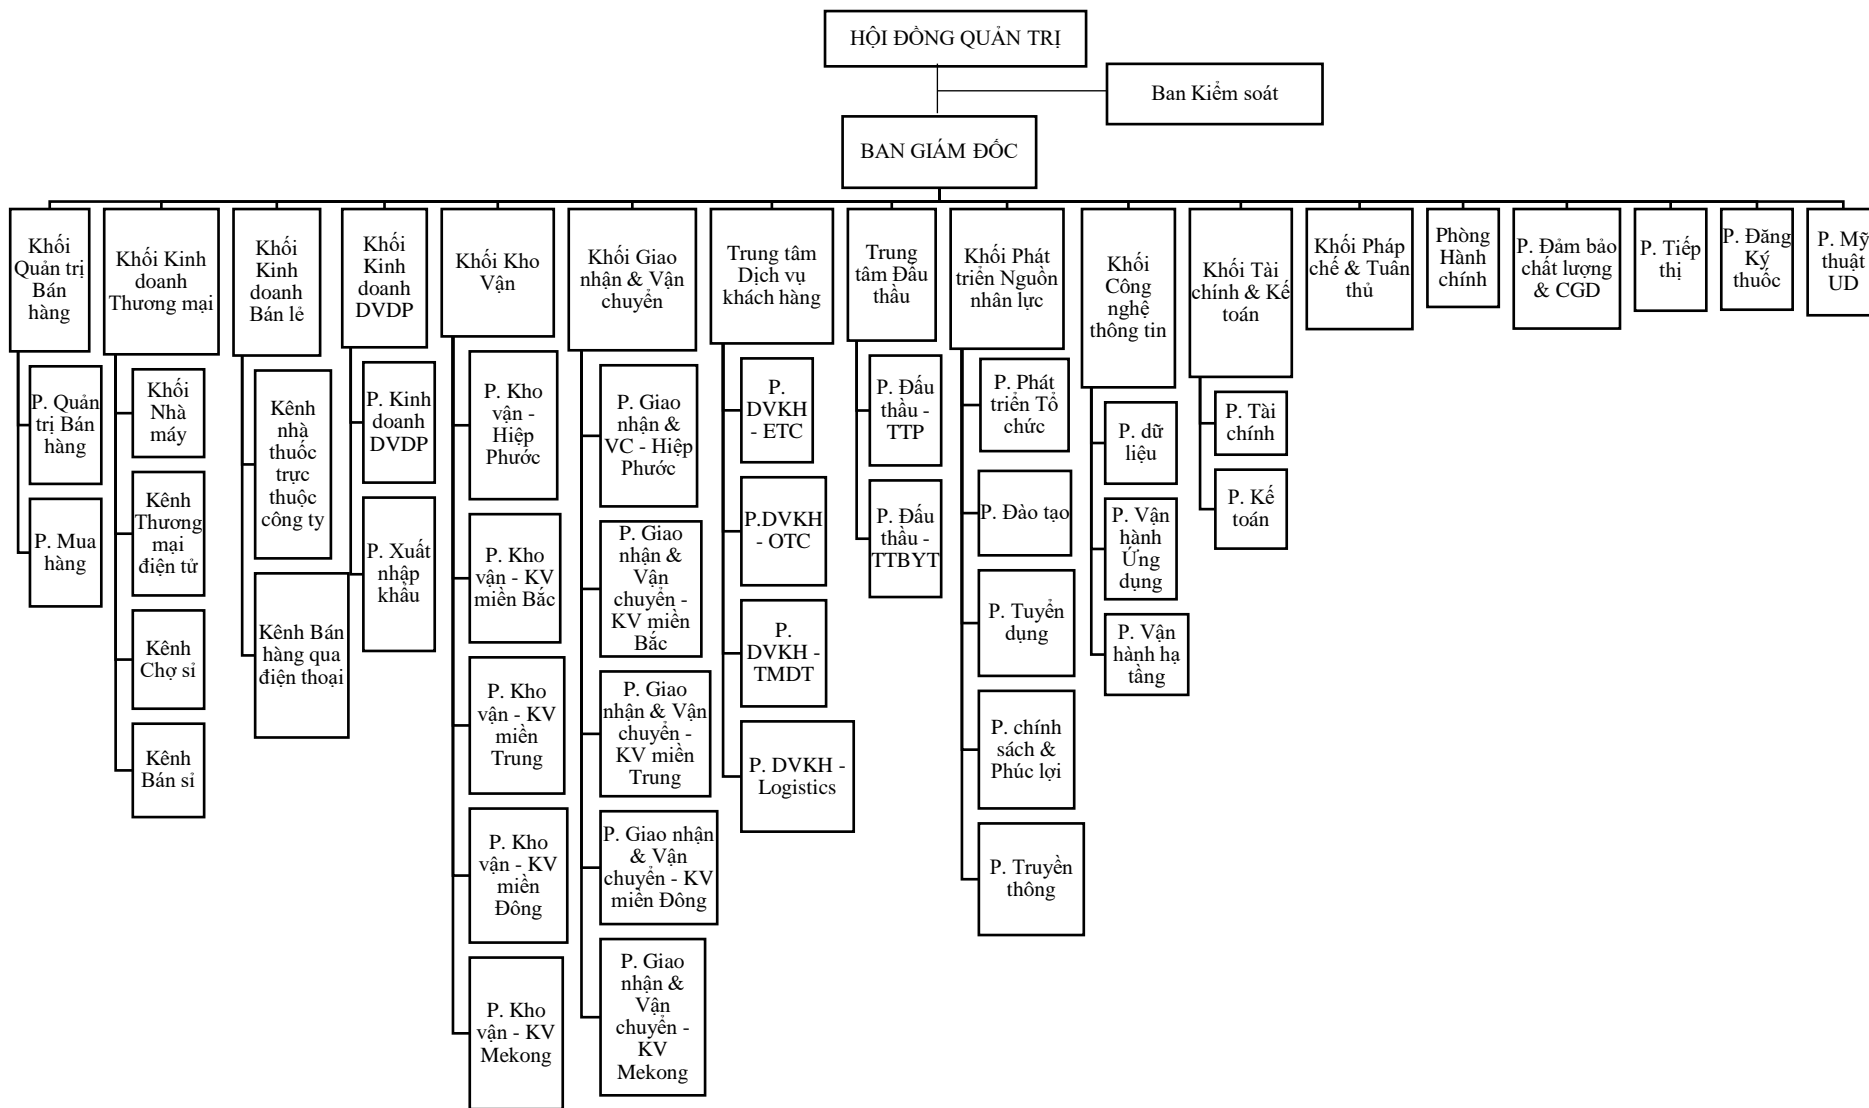 HỘI ĐỒNG QUẢN TRỊ
Ban Kiểm soát
BAN GIÁM ĐỐC
Khối
Quản trị
Bán
hàng
Khối Kinh
doanh
Thương mại
Khối
Kinh
doanh
Bán lẻ
Khối
Kinh
doanh
DVDP
Khối Kho
Vận
Khối Giao
nhận & Vận
chuyển
Trung tâm
Dịch vụ
khách hàng
Trung
tâm Đấu
thầu
Khối Phát
triển Nguồn
nhân lực
Khối
Công
nghệ
thông tin
Khối Tài
chính & Kế
toán
Khối Pháp
chế & Tuân
thủ
Phòng
Hành
chính
P. Đảm bảo
chất lượng
& CGD
P. Tiếp
thị
P. Đăng
Ký
thuốc
P. Mỹ
thuật
UD
P. Quản
trị Bán
hàng
P. Mua
hàng
Khối
Nhà
máy
Kênh
Thương
mại
điện tử
Kênh
Chợ sỉ
Kênh
Bán sỉ
Kênh
nhà
thuốc
trực
thuộc
công ty
Kênh Bán
hàng qua
điện thoại
P. Kinh
doanh
DVDP
P. Xuất
nhập
khẩu
P. Kho
vận -
Hiệp
Phước
P. Kho
vận - KV
miền Bắc
P. Kho
vận - KV
miền
Trung
P. Kho
vận - KV
miền
Đông
P. Kho
vận - KV
Mekong
P. Giao
nhận &
VC - Hiệp
Phước
P. Giao
nhận &
Vận
chuyển -
KV miền
Bắc
P. Giao
nhận & Vận
chuyển -
KV miền
Trung
P. Giao nhận
& Vận
chuyển - KV
miền Đông
P. Giao
nhận &
Vận
chuyển -
KV
Mekong
P.
DVKH
- ETC
P.DVKH
- OTC
P.
DVKH -
TMDT
P. DVKH -
Logistics
P. Đấu
thầu -
TTP
P. Đấu
thầu -
TTBYT
P. Phát
triển Tổ
chức
P. Đào tạo
P. Tuyển
dụng
P. chính
sách &
Phúc lợi
P. Truyền
thông
P. dữ
liệu
P. Vận
hành
Ứng
dụng
P. Vận
hành hạ
tầng
P. Tài
chính
P. Kế
toán